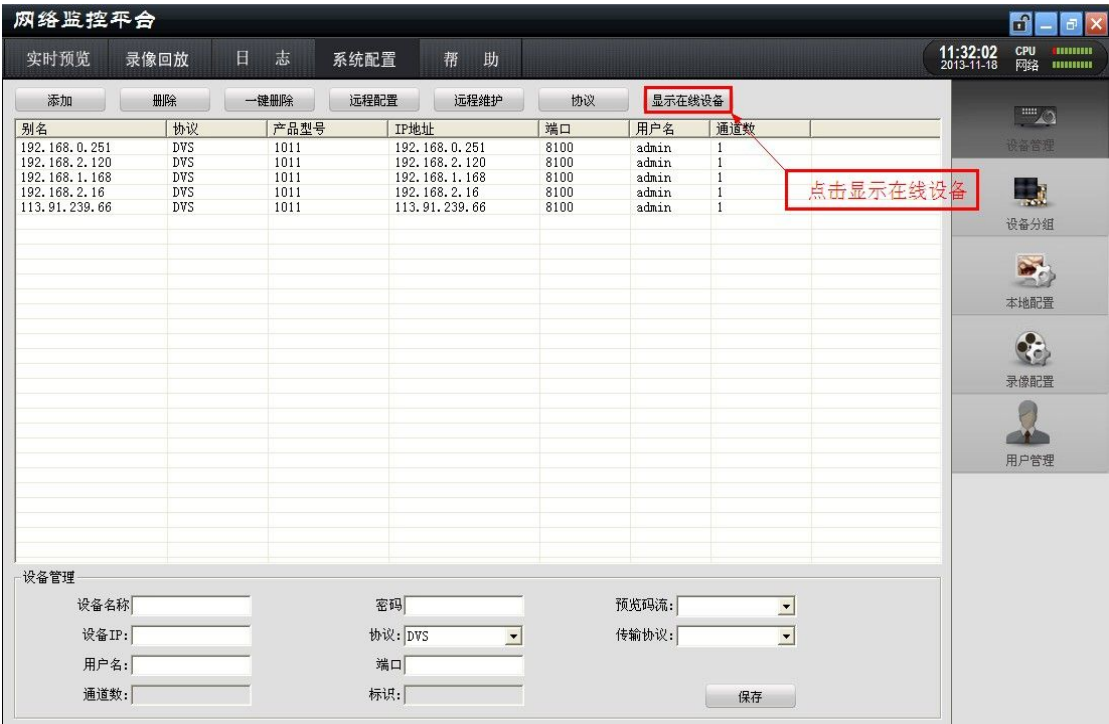 网络监控平台
实时预览 录像回放 日 志 系统配置 帮 助 11:32:02 CPU
2013-11-18 网络
添加 删除 一键删除 远程配置 远程维护 协议 显示在线设备
别名 协议 产品型号 IP地址 端口 用户名 通道数
192.168.0.251 DVS 1011 192.168.0.251 8100 admin 1
192.168.2.120 DVS 1011 192.168.2.120 8100 admin 1
192.168.1.168 DVS 1011 192.168.1.168 8100 admin 1
192.168.2.16 DVS 1011 192.168.2.16 8100 admin 1
113.91.239.66 DVS 1011 113.91.239.66 8100 admin 1
点击显示在线设备
设备管理
设备分组
本地配置
录像配置
用户管理
设备管理
设备名称 密码 预览码流:
设备IP: 协议: DVS 传输协议:
用户名: 端口
通道数: 标识: 保存